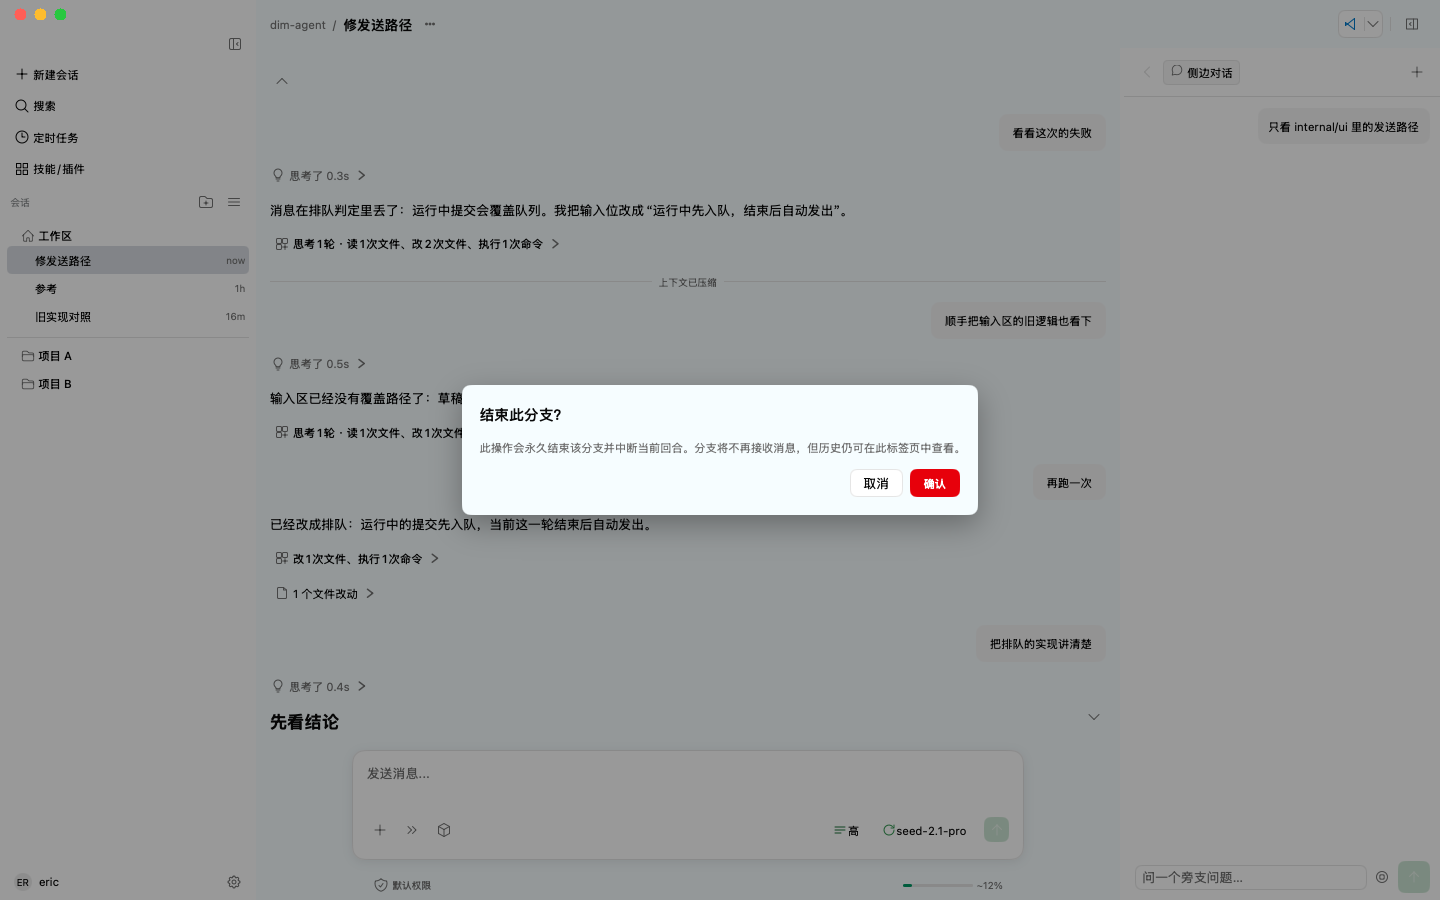 新建会话
搜索
定时任务
技能/插件
会话
工作区
修发送路径 now
参考 1h
旧实现对照 16m
项目 A
项目 B
ER eric
dim-agent / 修发送路径 ···
看看这次的失败
思考了 0.3s
消息在排队判定里丢了：运行中提交会覆盖队列。我把输入位改成“运行中先入队，结束后自动发出”。
思考1轮 · 读1次文件、改2次文件、执行1次命令
上下文已压缩
顺手把输入区的旧逻辑也看下
思考了 0.5s
输入区已经没有覆盖路径了：草稿
思考1轮 · 读1次文件、改1次文件
再跑一次
已经改成排队：运行中的提交先入队，当前这一轮结束后自动发出。
改1次文件、执行1次命令
1 个文件改动
把排队的实现讲清楚
思考了 0.4s
先看结论
发送消息...
高 seed-2.1-pro
默认权限 ~12%
结束此分支？
此操作会永久结束该分支并中断当前回合。分支将不再接收消息，但历史仍可在此标签页中查看。
取消 确认
侧边对话
只看 internal/ui 里的发送路径
问一个旁支问题...